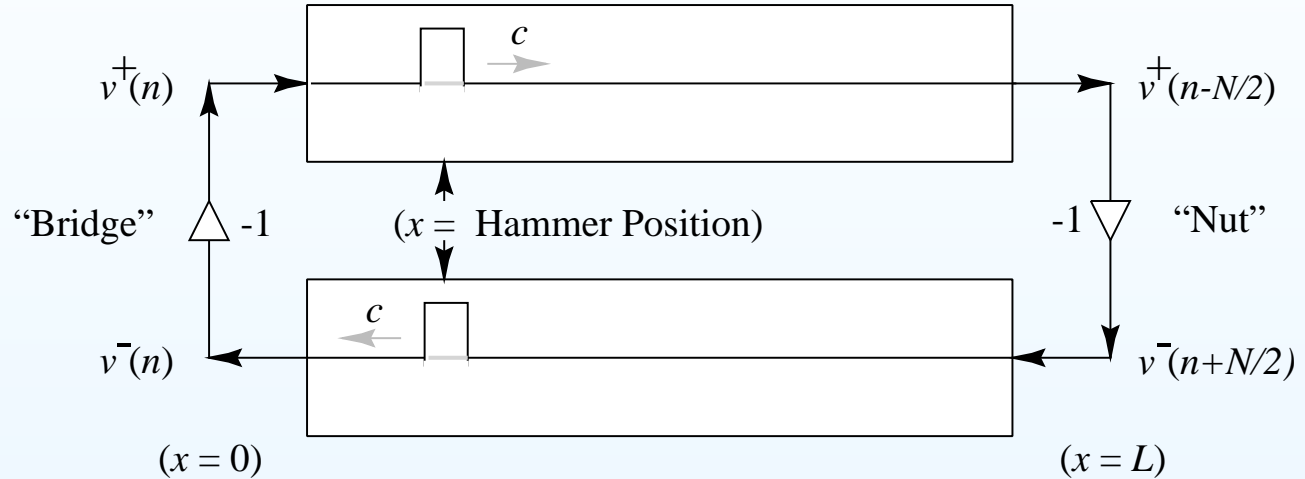 c
v⁺(n)
v⁺(n-N/2)
“Bridge” -1 (x = Hammer Position) -1 “Nut”
c
v⁻(n)
v⁻(n+N/2)
(x = 0)
(x = L)